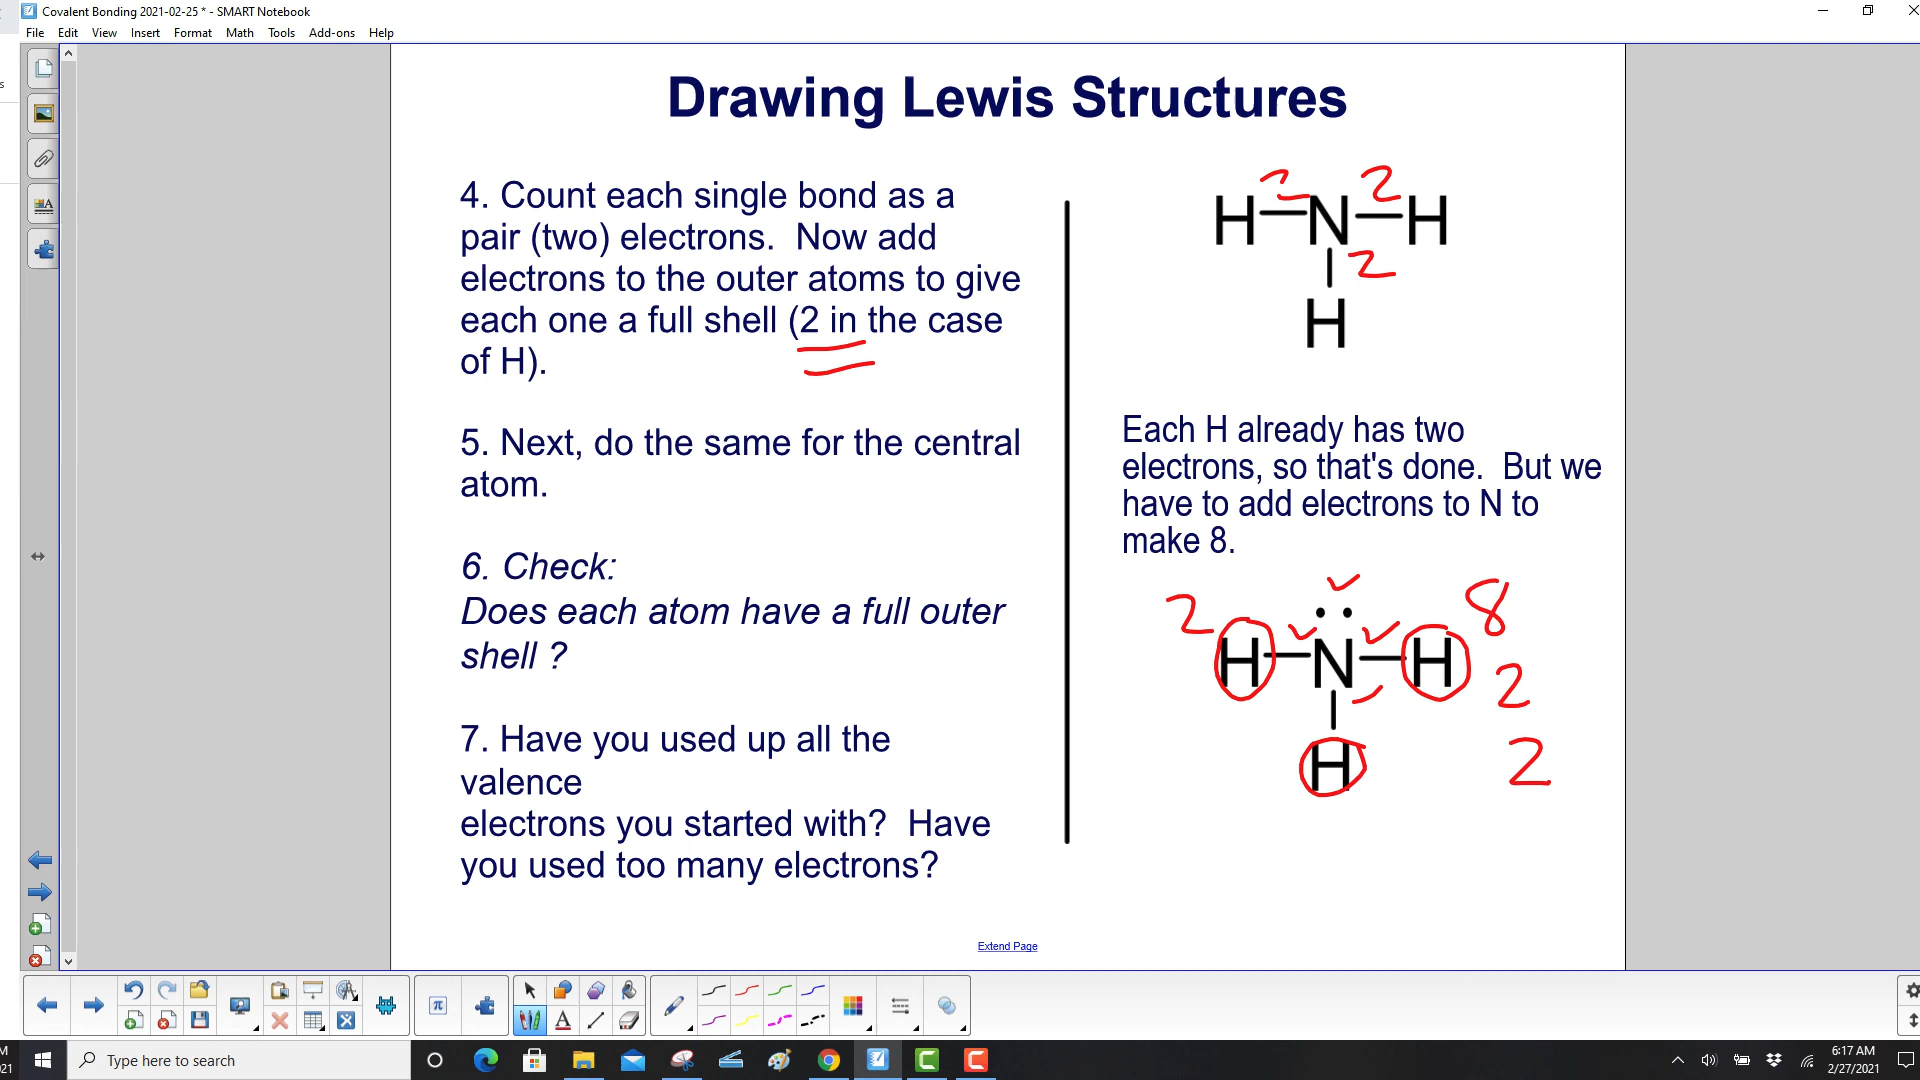 Covalent Bonding 2021-02-25 * - SMART Notebook
File Edit View Insert Format Math Tools Add-ons Help
Drawing Lewis Structures
4. Count each single bond as a
pair (two) electrons. Now add
electrons to the outer atoms to give
each one a full shell (2 in the case
of H).
5. Next, do the same for the central
atom.
6. Check:
Does each atom have a full outer
shell ?
7. Have you used up all the
valence
electrons you started with? Have
you used too many electrons?
2 2
H N H
2
H
Each H already has two
electrons, so that's done. But we
have to add electrons to N to
make 8.
2 8
H N H
2
H 2
Extend Page
π
A
Type here to search
6:17 AM
2/27/2021